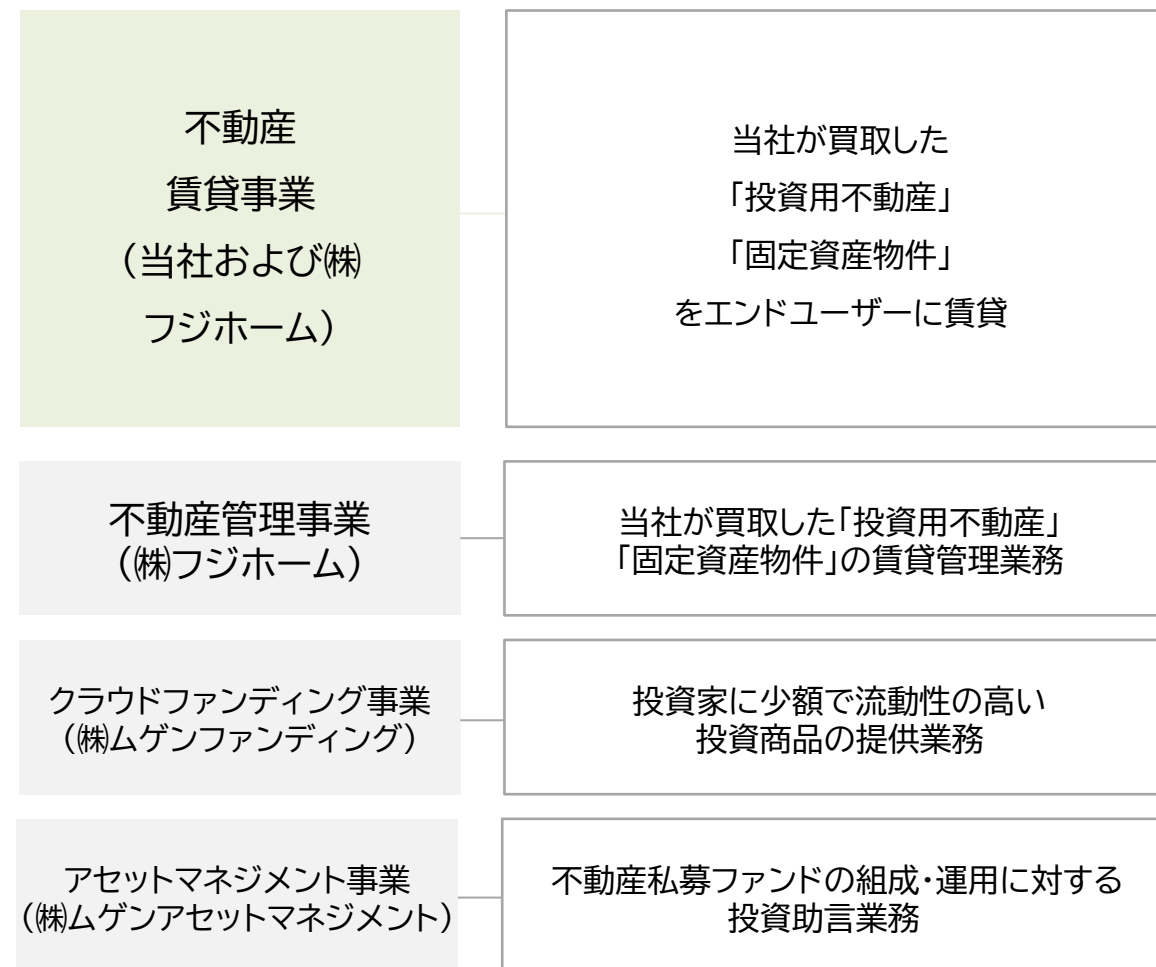 不動産
賃貸事業
(当社および㈱
フジホーム)
当社が買取した
「投資用不動産」
「固定資産物件」
をエンドユーザーに賃貸
不動産管理事業
(㈱フジホーム)
当社が買取した「投資用不動産」
「固定資産物件」の賃貸管理業務
クラウドファンディング事業
(㈱ムゲンファンディング)
投資家に少額で流動性の高い
投資商品の提供業務
アセットマネジメント事業
(㈱ムゲンアセットマネジメント)
不動産私募ファンドの組成・運用に対する
投資助言業務